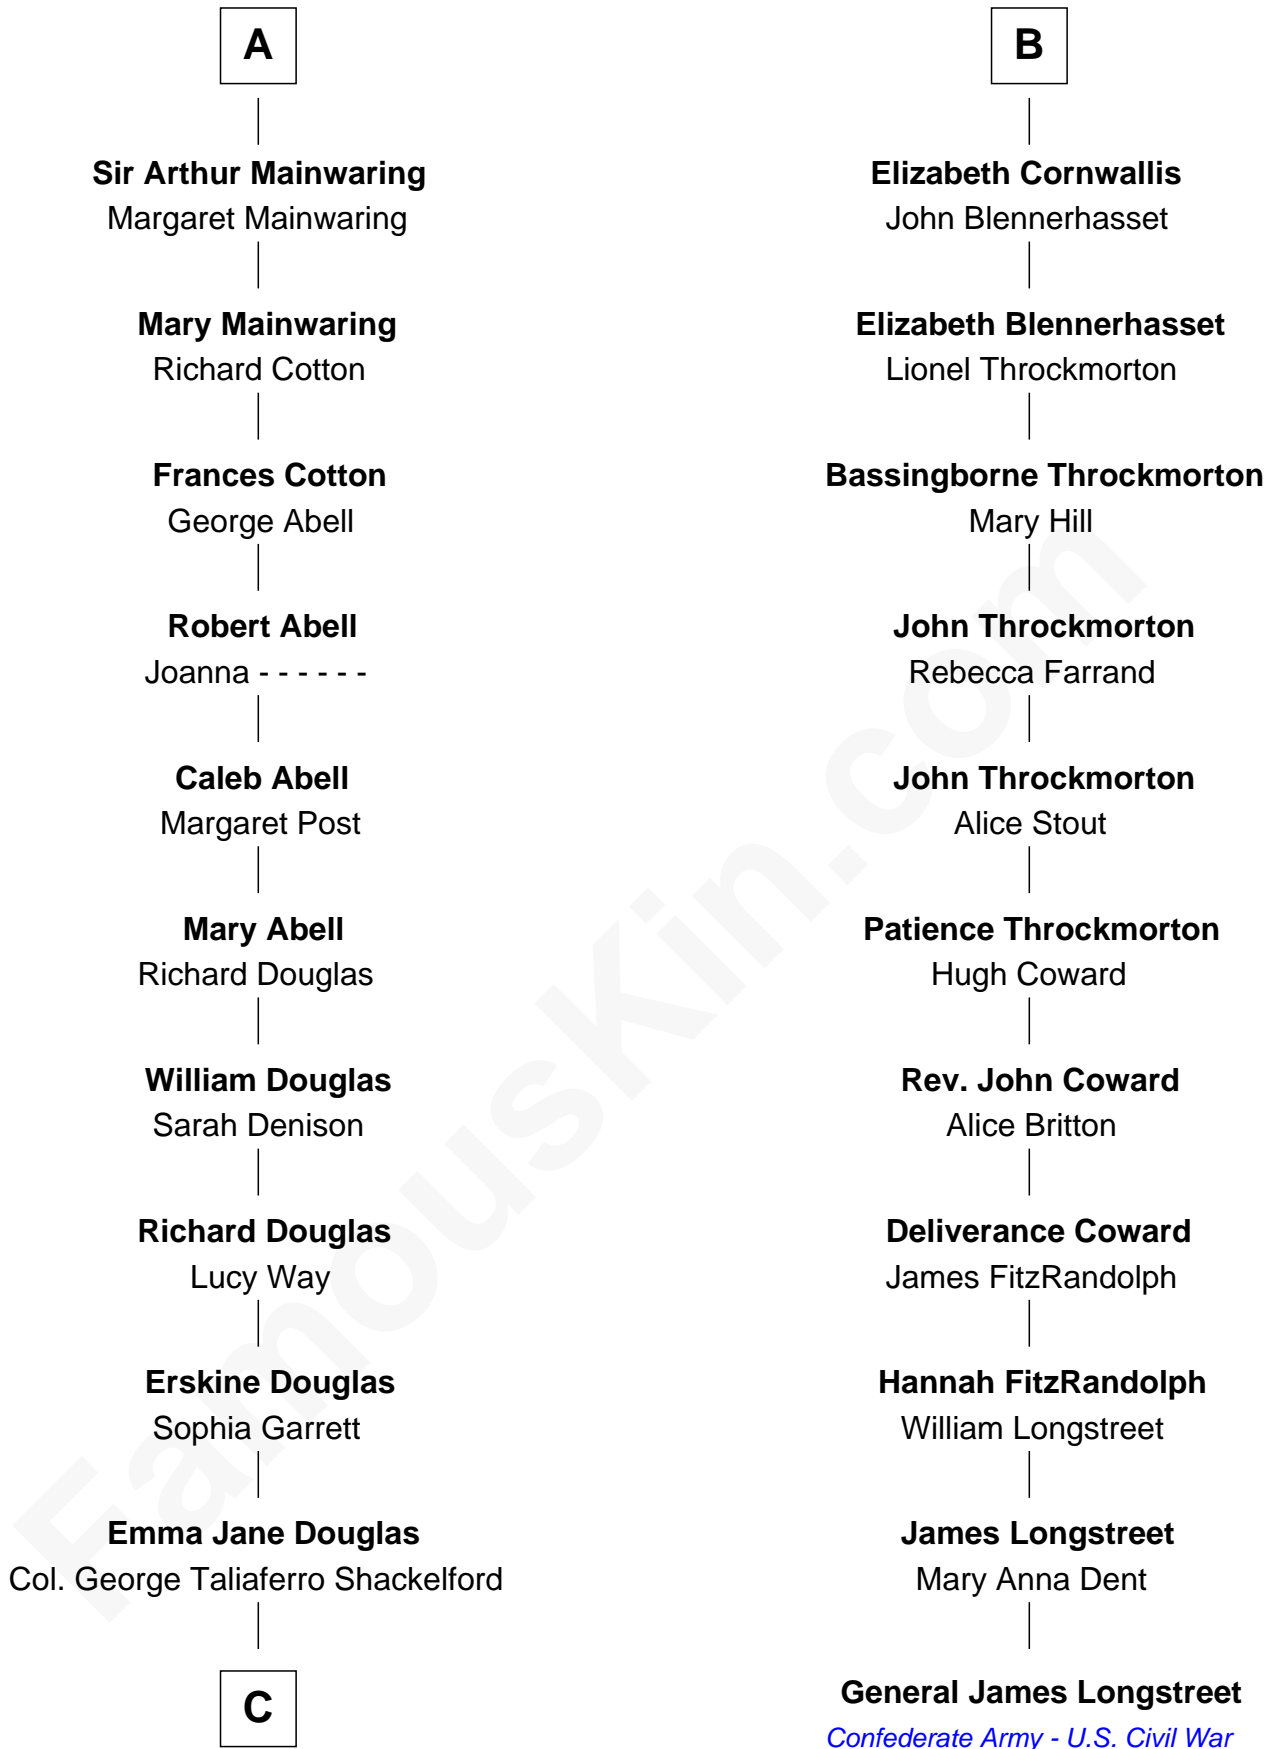 A
Sir Arthur Mainwaring
Margaret Mainwaring
Mary Mainwaring
Richard Cotton
Frances Cotton
George Abell
Robert Abell
Joanna - - - - - -
Caleb Abell
Margaret Post
Mary Abell
Richard Douglas
William Douglas
Sarah Denison
Richard Douglas
Lucy Way
Erskine Douglas
Sophia Garrett
Emma Jane Douglas
Col. George Taliaferro Shackelford
C
B
Elizabeth Cornwallis
John Blennerhasset
Elizabeth Blennerhasset
Lionel Throckmorton
Bassingborne Throckmorton
Mary Hill
John Throckmorton
Rebecca Farrand
John Throckmorton
Alice Stout
Patience Throckmorton
Hugh Coward
Rev. John Coward
Alice Britton
Deliverance Coward
James FitzRandolph
Hannah FitzRandolph
William Longstreet
James Longstreet
Mary Anna Dent
General James Longstreet
Confederate Army - U.S. Civil War
FamousKin.com